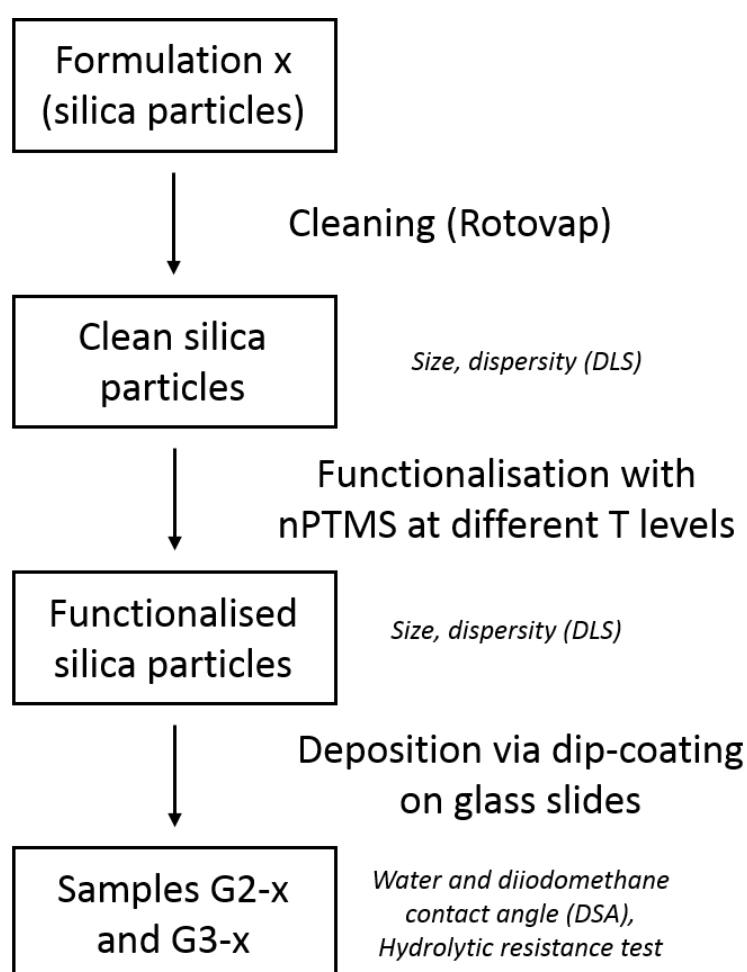 Formulation x
(silica particles)
Cleaning (Rotovap)
Clean silica
particles
Size, dispersity (DLS)
Functionalisation with
nPTMS at different T levels
Functionalised
silica particles
Size, dispersity (DLS)
Deposition via dip-coating
on glass slides
Samples G2-x
and G3-x
Water and diiodomethane
contact angle (DSA),
Hydrolytic resistance test